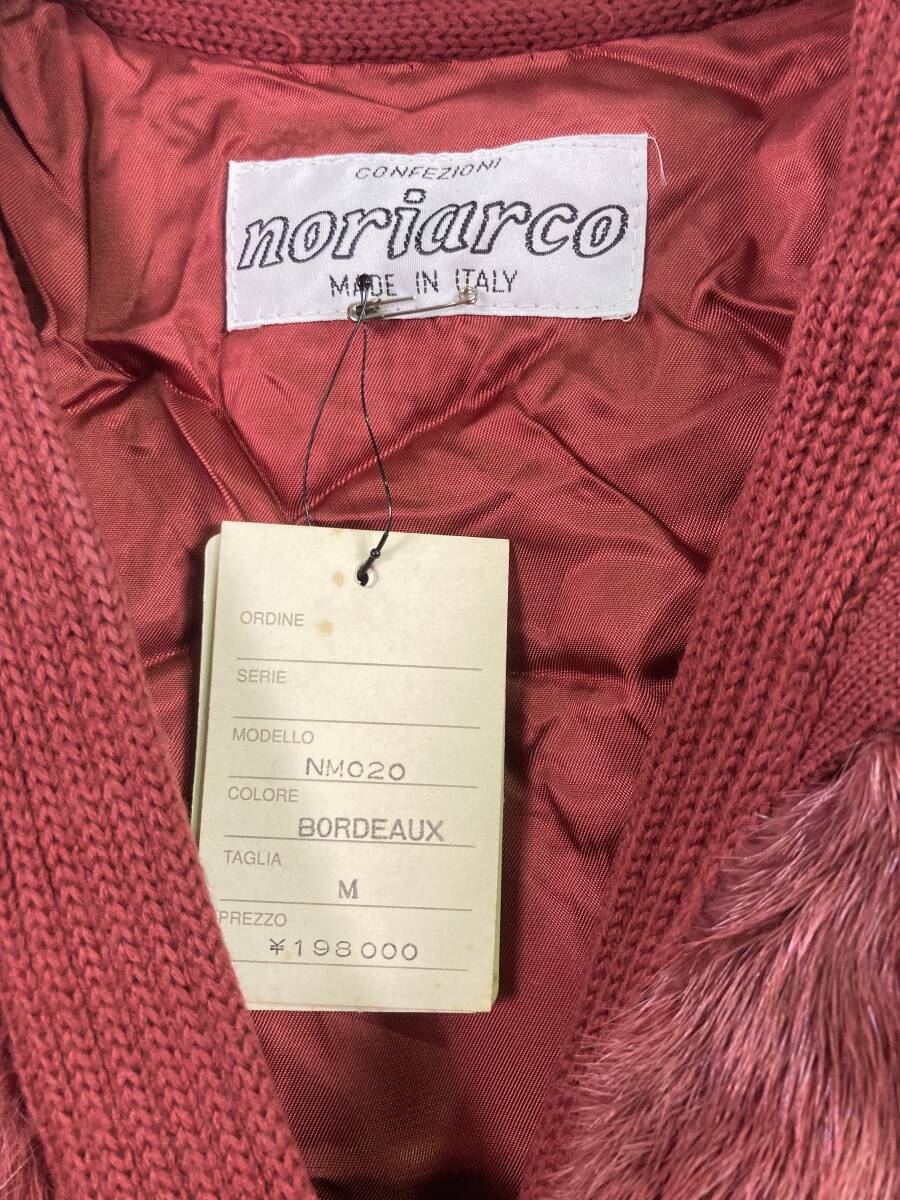 CONFEZIONI
noriarco
MADE IN ITALY
ORDINE
SERIE
MODELLO
NM020
COLORE
BORDEAUX
TAGLIA
M
PREZZO
¥198000